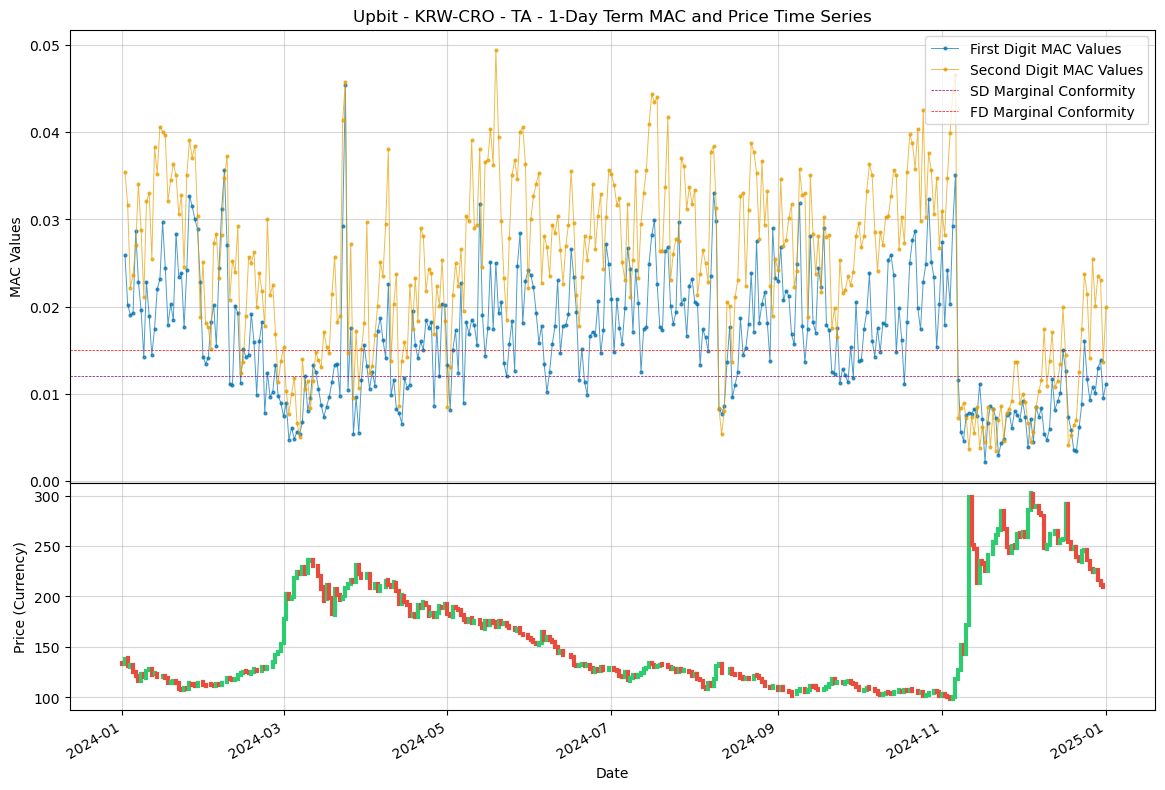 Upbit - KRW-CRO - TA - 1-Day Term MAC and Price Time Series
First Digit MAC Values
Second Digit MAC Values
SD Marginal Conformity
FD Marginal Conformity
MAC Values
0.05
0.04
0.03
0.02
0.01
0.00
Price (Currency)
300
250
200
150
100
2024-01
2024-03
2024-05
2024-07
2024-09
2024-11
2025-01
Date